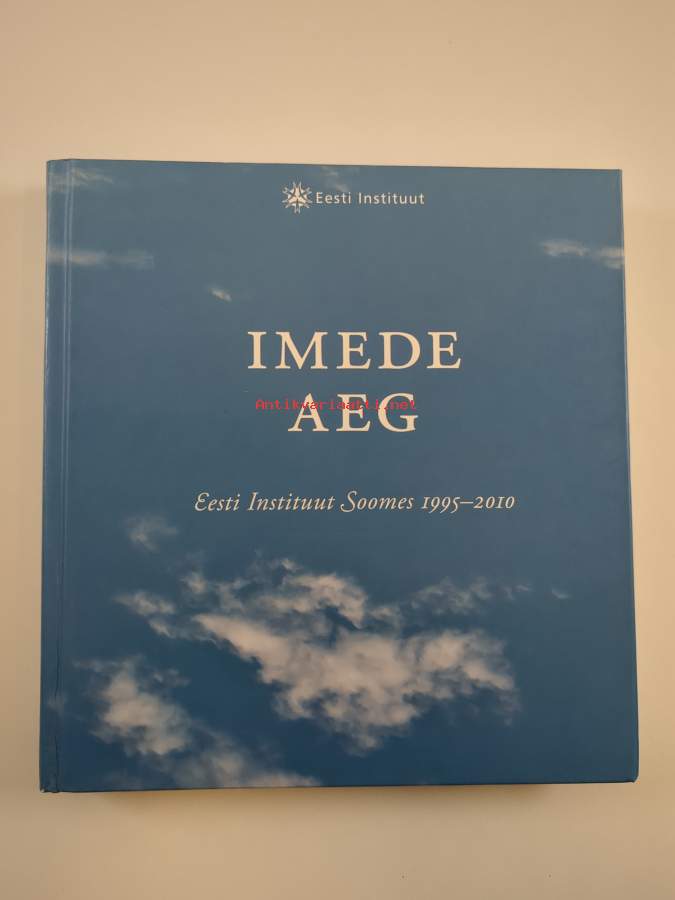 Eesti Instituut
IMEDE
Antikvariaatti.net
AEG
Eesti Instituut Soomes 1995–2010